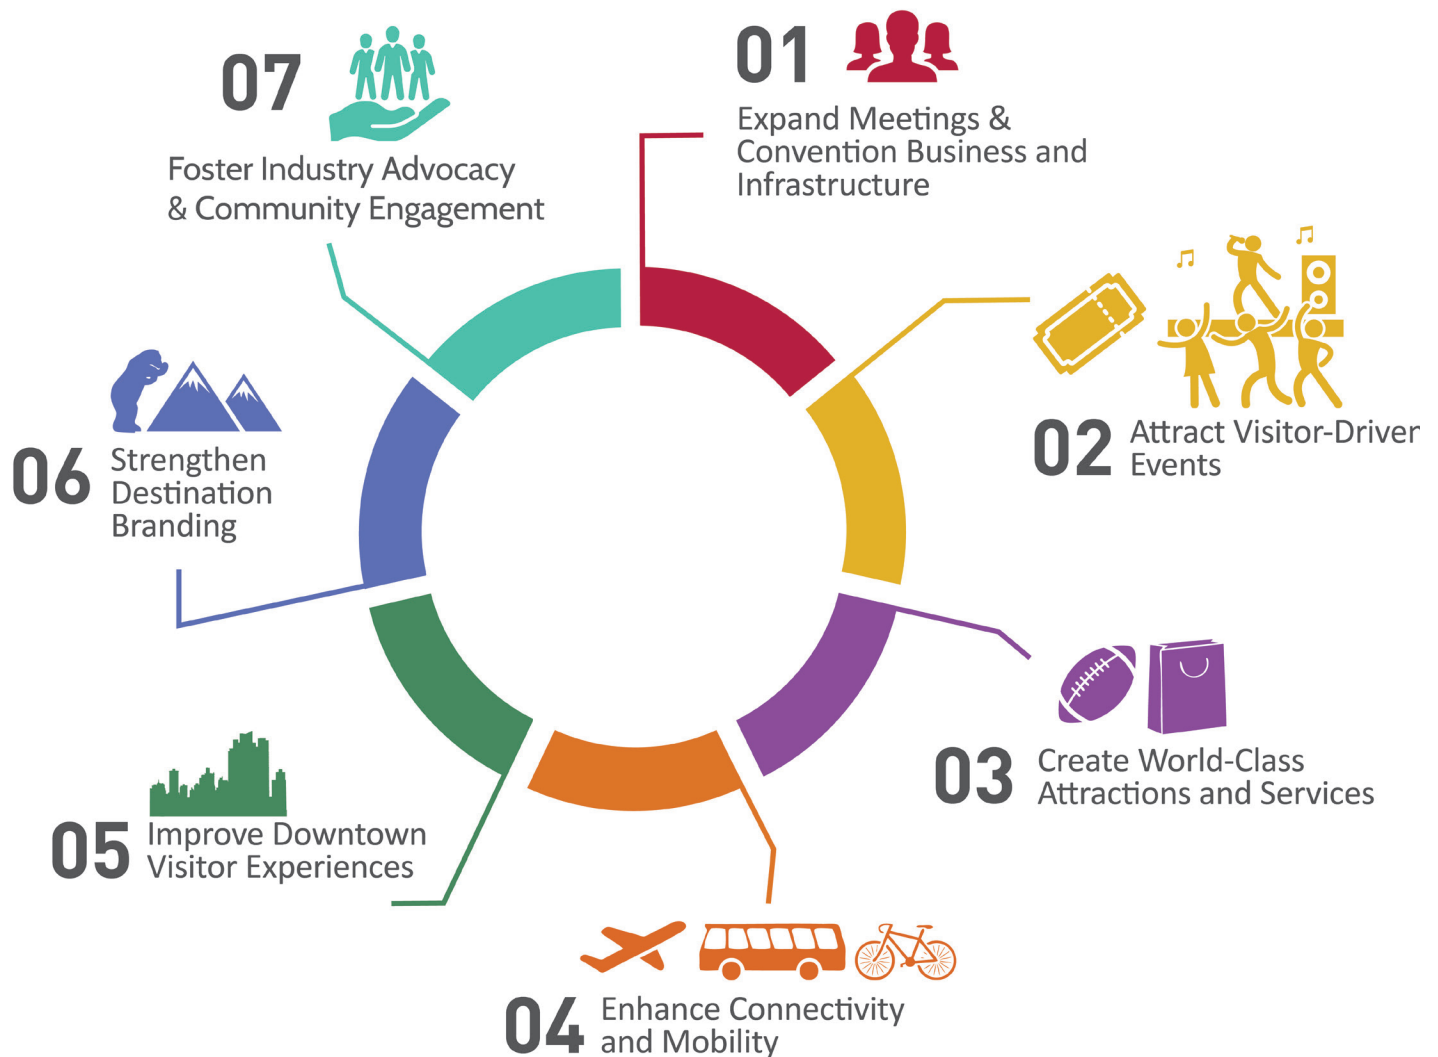 01
Expand Meetings &
Convention Business and
Infrastructure
02
Attract Visitor-Driven
Events
03
Create World-Class
Attractions and Services
04
Enhance Connectivity
and Mobility
05
Improve Downtown
Visitor Experiences
06
Strengthen
Destination
Branding
07
Foster Industry Advocacy
& Community Engagement